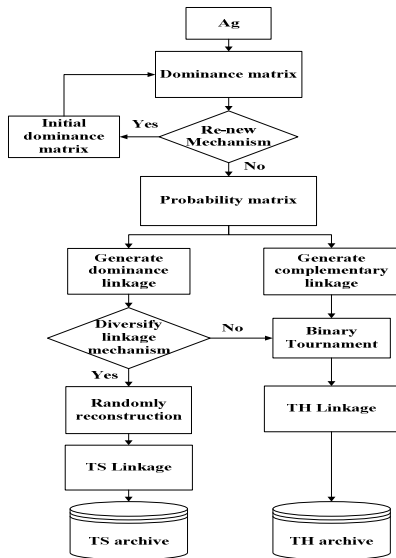 Ag
Dominance matrix
Initial
dominance
matrix
Yes
Re-new
Mechanism
No
Probability matrix
Generate
dominance
linkage
Generate
complementary
linkage
Diversify
linkage
mechanism
No
Binary
Tournament
Yes
Randomly
reconstruction
TH Linkage
TS Linkage
TS archive
TH archive